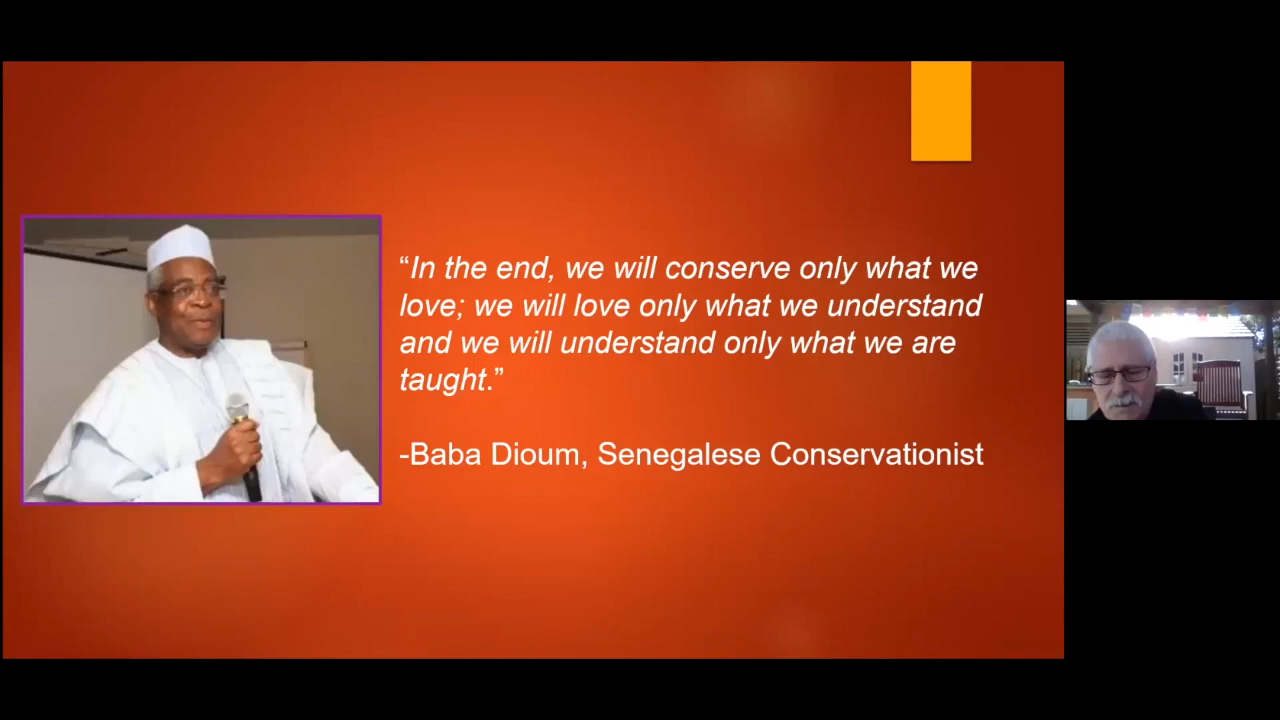 “In the end, we will conserve only what we
love; we will love only what we understand
and we will understand only what we are
taught.”
-Baba Dioum, Senegalese Conservationist